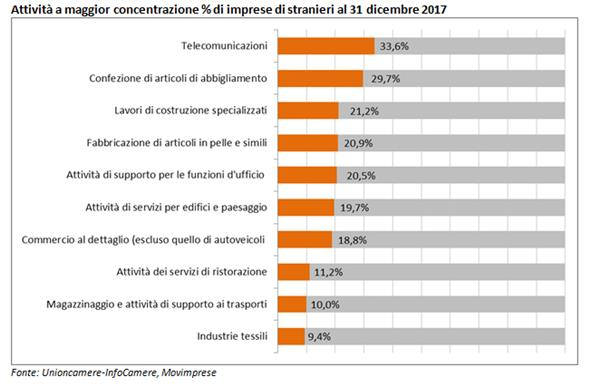 Attività a maggior concentrazione % di imprese di stranieri al 31 dicembre 2017
Telecomunicazioni 33,6%
Confezione di articoli di abbigliamento 29,7%
Lavori di costruzione specializzati 21,2%
Fabbricazione di articoli in pelle e simili 20,9%
Attività di supporto per le funzioni d'ufficio 20,5%
Attività di servizi per edifici e paesaggio 19,7%
Commercio al dettaglio (escluso quello di autoveicoli 18,8%
Attività dei servizi di ristorazione 11,2%
Magazzinaggio e attività di supporto ai trasporti 10,0%
Industrie tessili 9,4%
Fonte: Unioncamere-InfoCamere, Movimprese